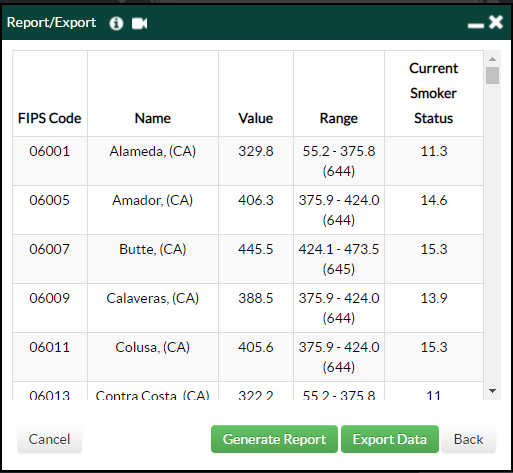 Report/Export
Current
Smoker
FIPS Code Name Value Range Status
06001 Alameda, (CA) 329.8 55.2 - 375.8 11.3
(644)
06005 Amador, (CA) 406.3 375.9 - 424.0 14.6
(644)
06007 Butte, (CA) 445.5 424.1 - 473.5 15.3
(645)
06009 Calaveras, (CA) 388.5 375.9 - 424.0 13.9
(644)
06011 Colusa, (CA) 405.6 375.9 - 424.0 15.3
(644)
06013 Contra Costa, (CA) 322.2 55.2 - 375.8 11
Cancel Generate Report Export Data Back